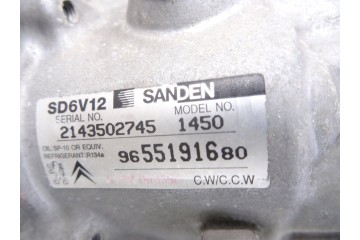 SD6V12 SANDEN
SERIAL NO. MODEL NO.
2143502745 1450
OIL:SP-10 OR EQUIV.
REFRIGERANT:R134a
9655191680
C.W/C.C.W